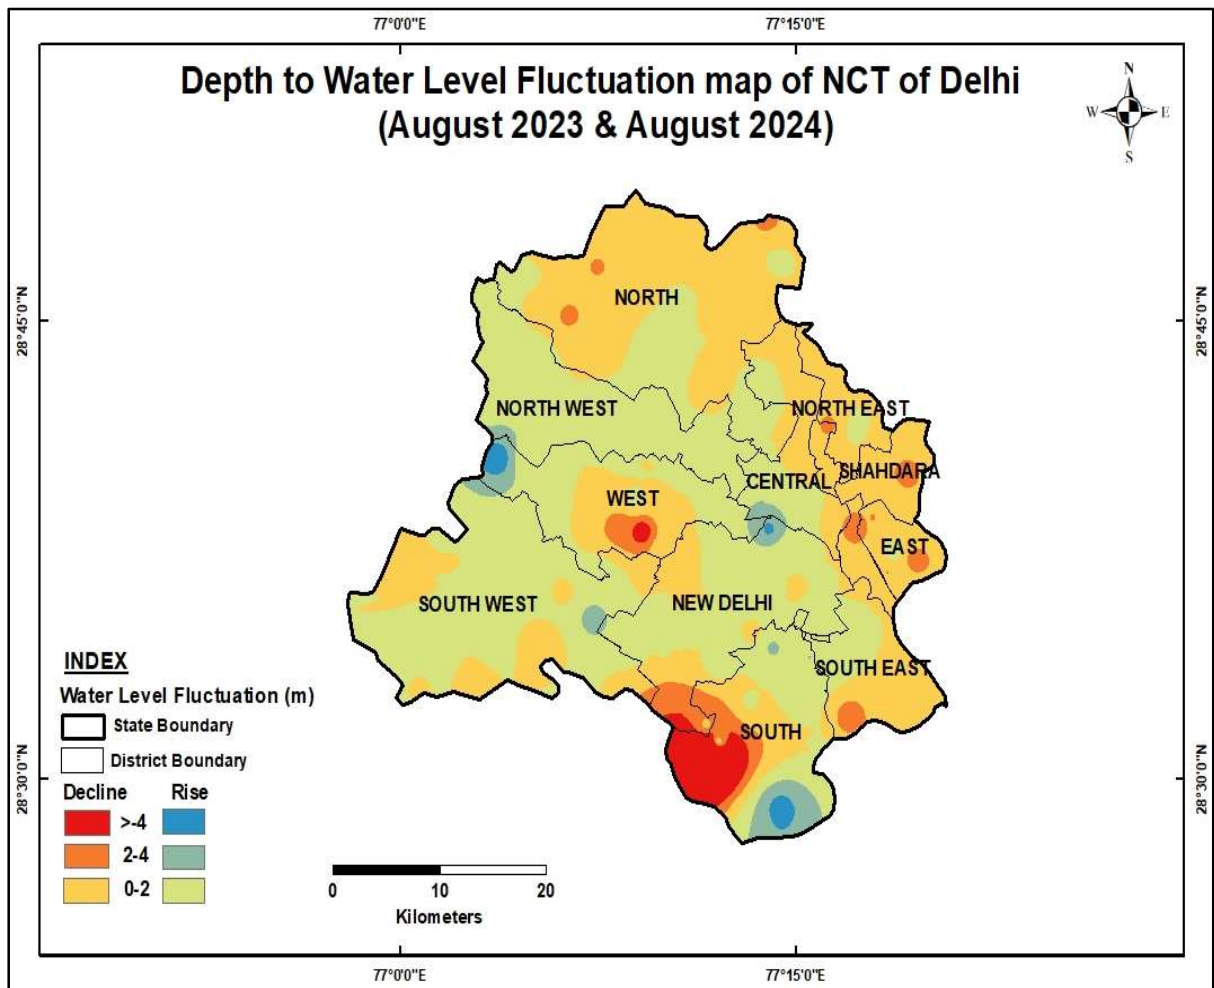 77°0'0"E
77°15'0"E
Depth to Water Level Fluctuation map of NCT of Delhi
(August 2023 & August 2024)
N
W
E
S
28°45'0"N
28°45'0"N
NORTH
NORTH WEST
NORTH EAST
SHAHDARA
CENTRAL
WEST
EAST
SOUTH WEST
NEW DELHI
SOUTH EAST
SOUTH
28°30'0"N
28°30'0"N
INDEX
Water Level Fluctuation (m)
State Boundary
District Boundary
Decline Rise
>-4
2-4
0-2
0 10 20
Kilometers
77°0'0"E
77°15'0"E